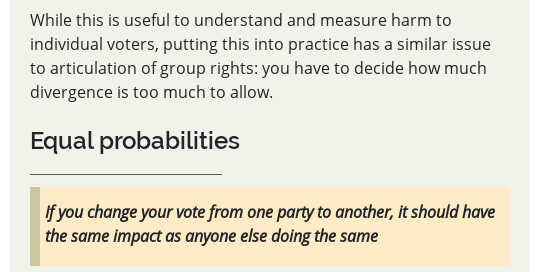 While this is useful to understand and measure harm to
individual voters, putting this into practice has a similar issue
to articulation of group rights: you have to decide how much
divergence is too much to allow.
Equal probabilities
If you change your vote from one party to another, it should have
the same impact as anyone else doing the same